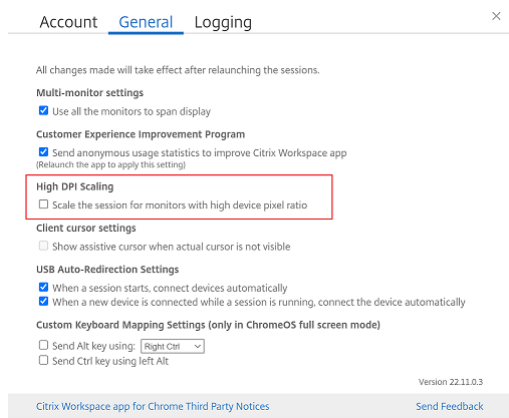 Account General Logging
All changes made will take effect after relaunching the sessions.
Multi-monitor settings
Use all the monitors to span display
Customer Experience Improvement Program
Send anonymous usage statistics to improve Citrix Workspace app
(Relaunch the app to apply this setting)
High DPI Scaling
Scale the session for monitors with high device pixel ratio
Client cursor settings
Show assistive cursor when actual cursor is not visible
USB Auto-Redirection Settings
When a session starts, connect devices automatically
When a new device is connected while a session is running, connect the device automatically
Custom Keyboard Mapping Settings (only in ChromeOS full screen mode)
Send Alt key using: Right Ctrl
Send Ctrl key using left Alt
Version 22.11.0.3
Citrix Workspace app for Chrome Third Party Notices Send Feedback